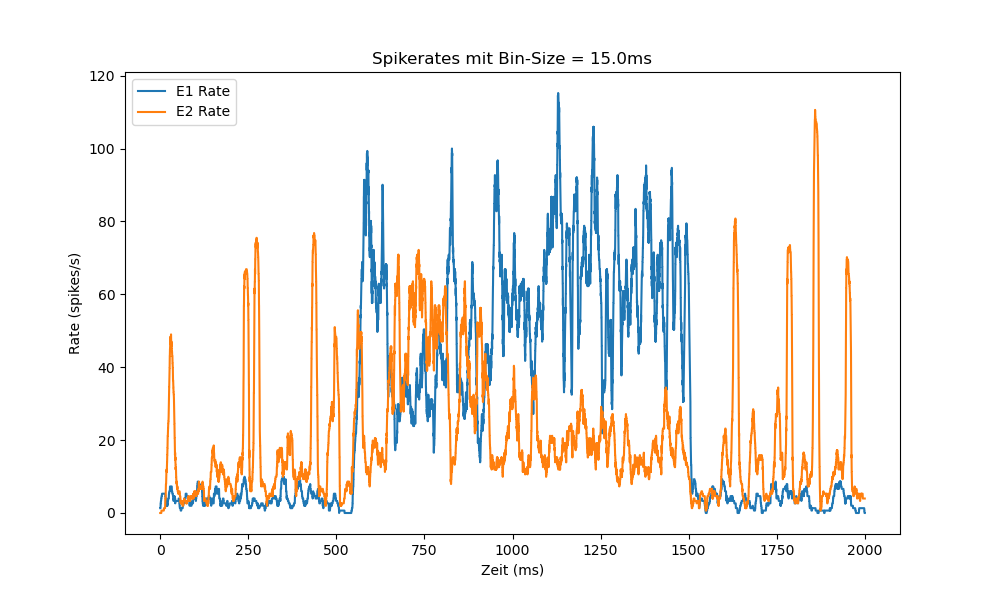 Spikerates mit Bin-Size = 15.0ms
E1 Rate
E2 Rate
120
100
80
60
40
20
0
Rate (spikes/s)
0 250 500 750 1000 1250 1500 1750 2000
Zeit (ms)